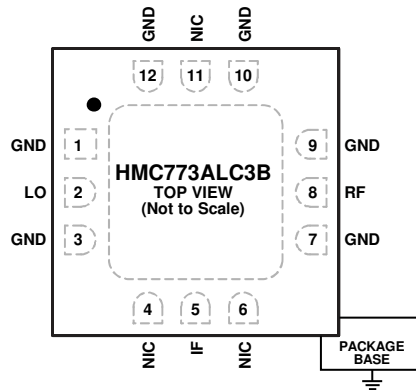 GND NIC GND
12 11 10
GND 1 9 GND
HMC773ALC3B
LO 2 TOP VIEW 8 RF
(Not to Scale)
GND 3 7 GND
4 5 6
NIC IF NIC
PACKAGE
BASE